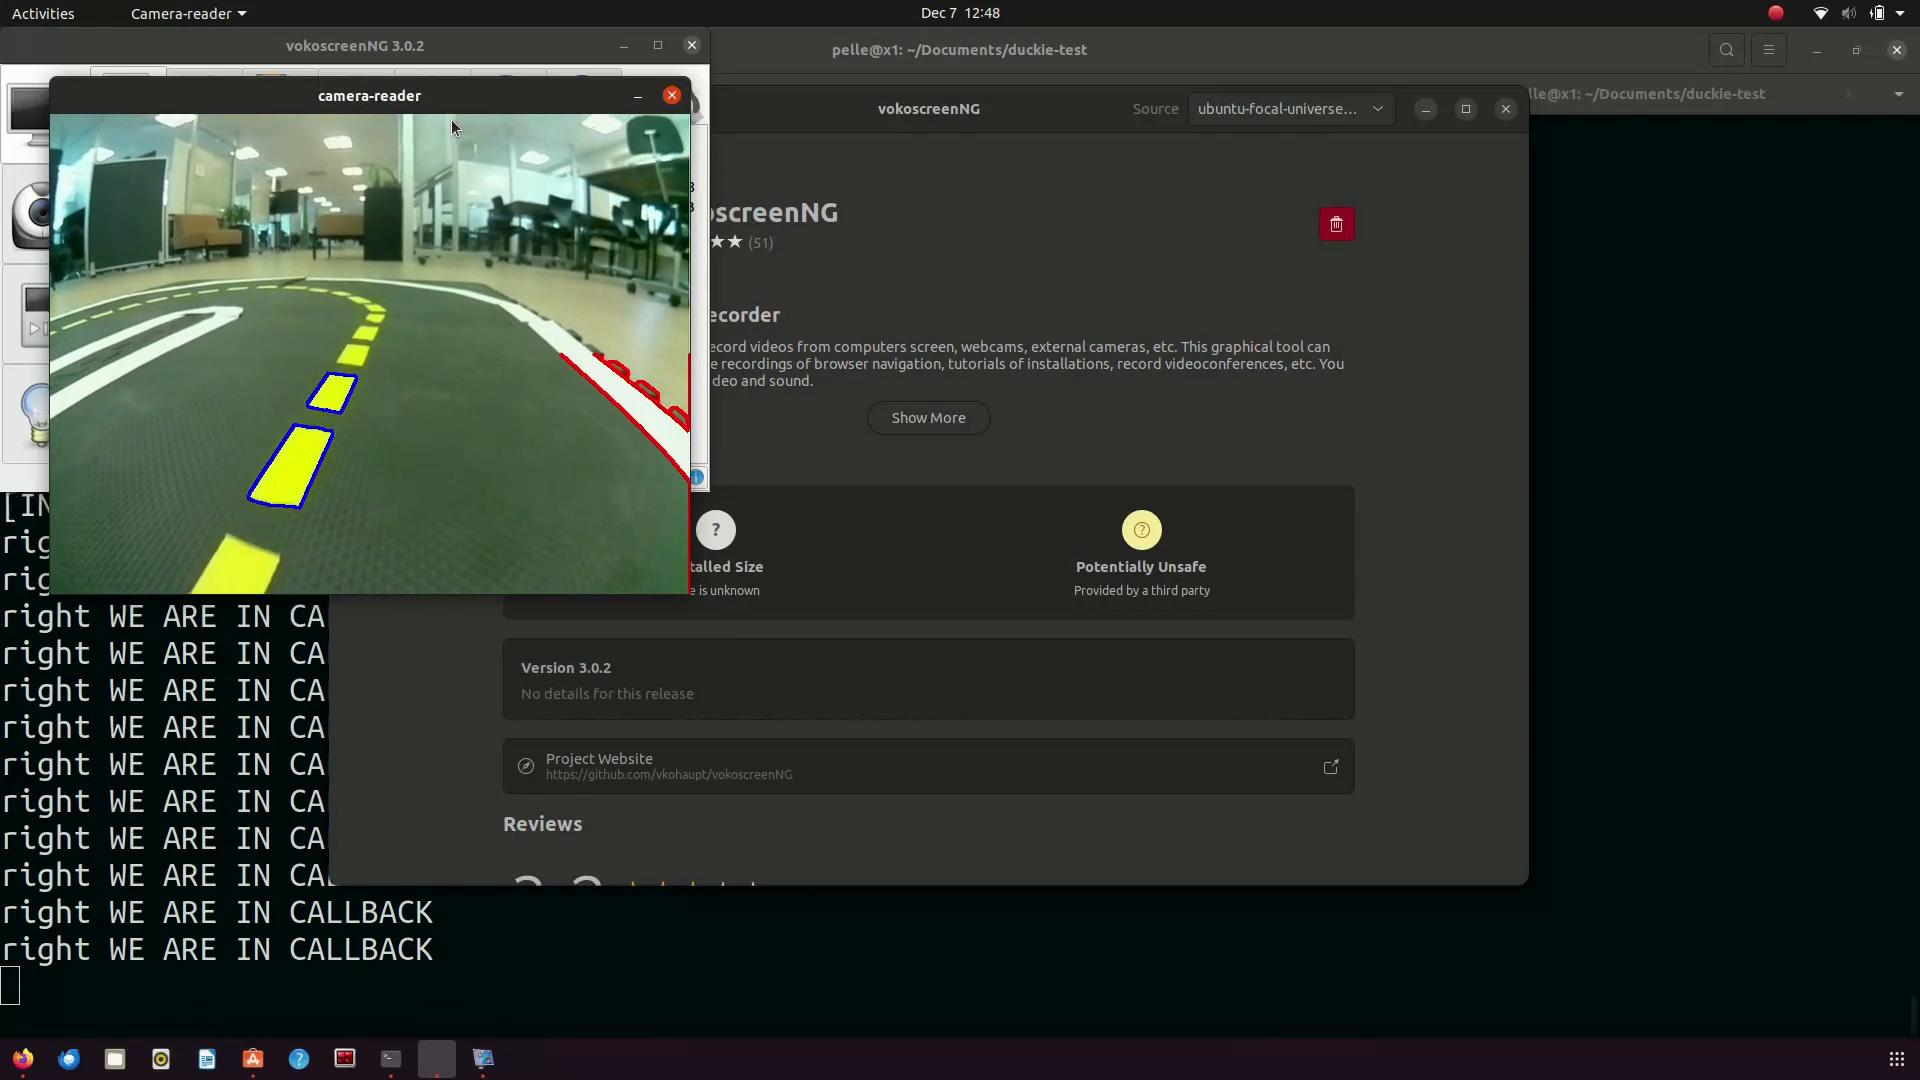 Activities
Camera-reader
Dec 7 12:48
vokoscreenNG 3.0.2
pelle@x1: ~/Documents/duckie-test
camera-reader
vokoscreenNG
Source
ubuntu-focal-universe...
lle@x1: ~/Documents/duckie-test
oscreenNG
(51)
ecorder
ecord videos from computers screen, webcams, external cameras, etc. This graphical tool can
e recordings of browser navigation, tutorials of installations, record videoconferences, etc. You
deo and sound.
Show More
talled Size
e is unknown
Potentially Unsafe
Provided by a third party
Version 3.0.2
No details for this release
Project Website
https://github.com/vkohaupt/vokoscreenNG
Reviews
[IN
rig
rig
right WE ARE IN CA
right WE ARE IN CA
right WE ARE IN CA
right WE ARE IN CA
right WE ARE IN CA
right WE ARE IN CA
right WE ARE IN CA
right WE ARE IN CAL
right WE ARE IN CALLBACK
right WE ARE IN CALLBACK